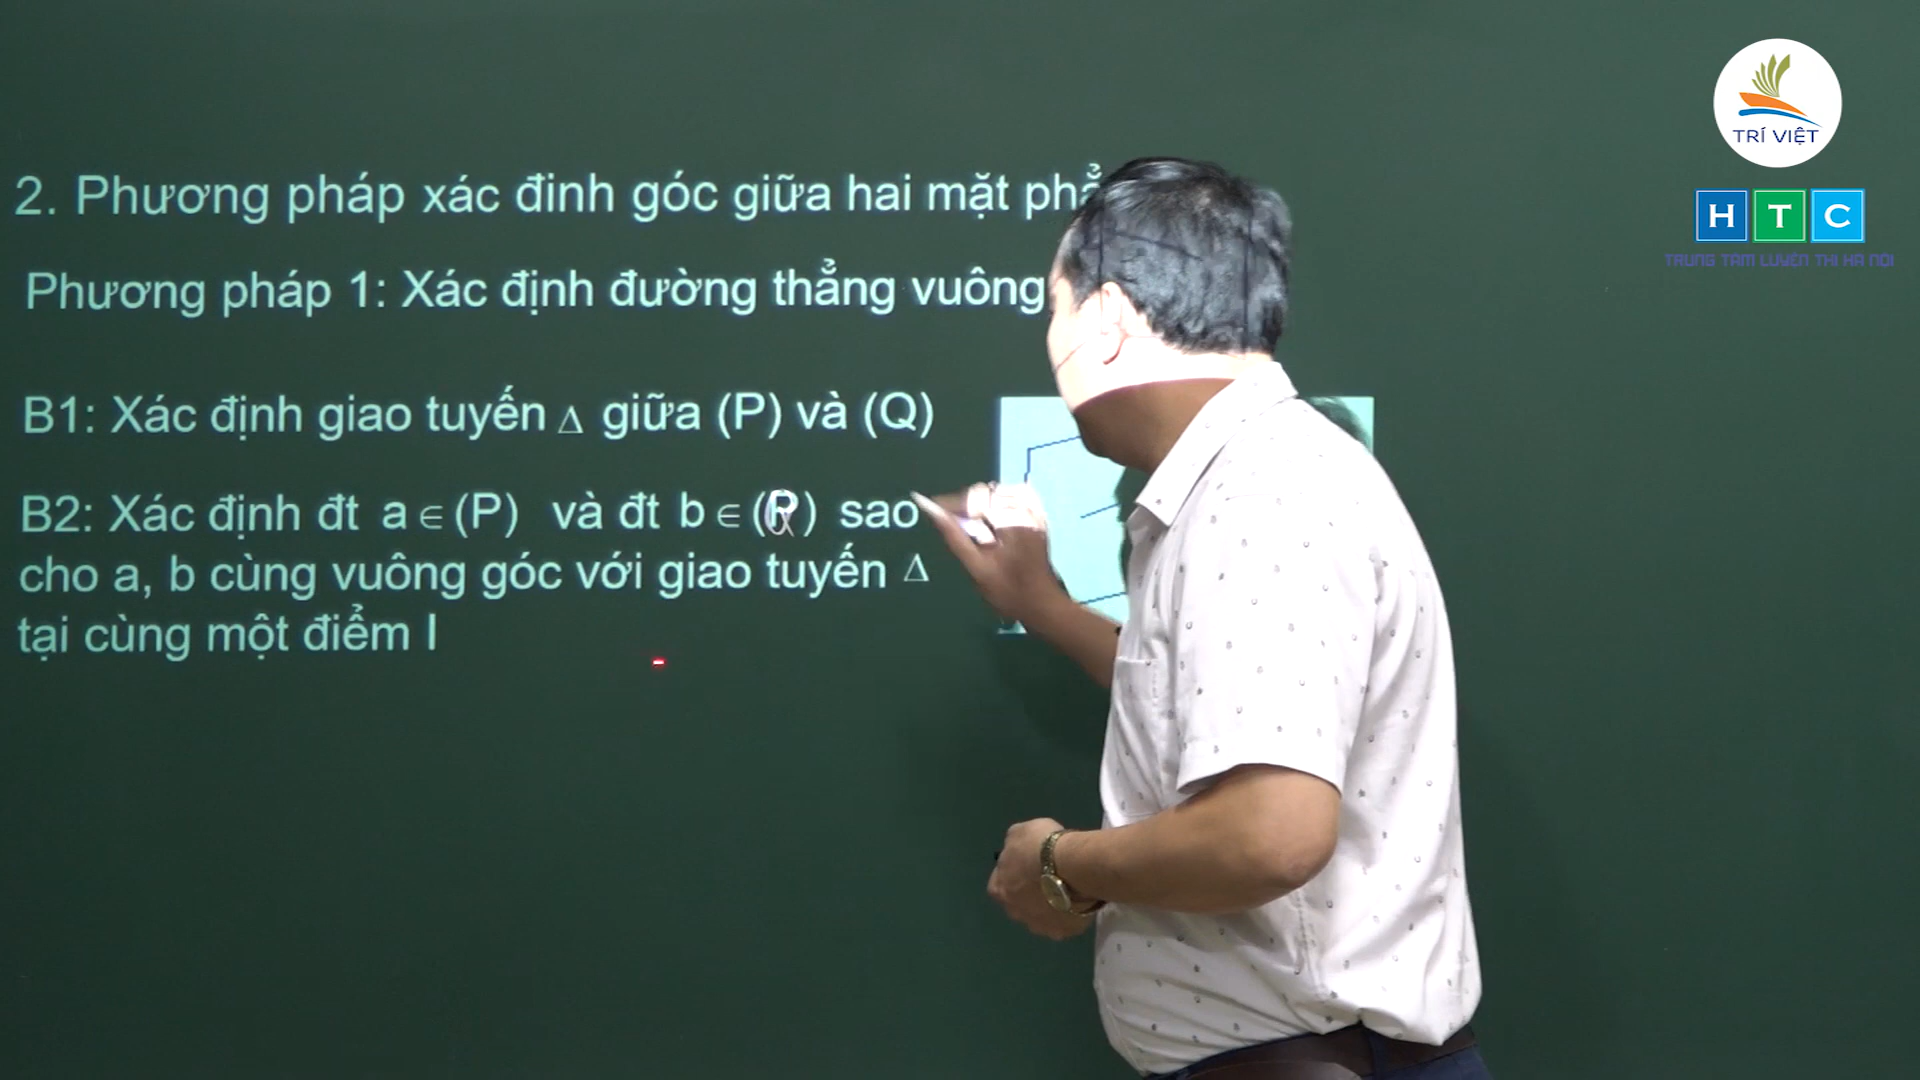 TRÍ VIỆT
H T C
TRUNG TÂM LUYỆN THI HÀ NỘI
2. Phương pháp xác đinh góc giữa hai mặt
Phương pháp 1: Xác định đường thẳng vuông
B1: Xác định giao tuyến Δ giữa (P) và (Q)
B2: Xác định đt a ∈ (P) và đt b ∈ ( ) sao
cho a, b cùng vuông góc với giao tuyến Δ
tại cùng một điểm I